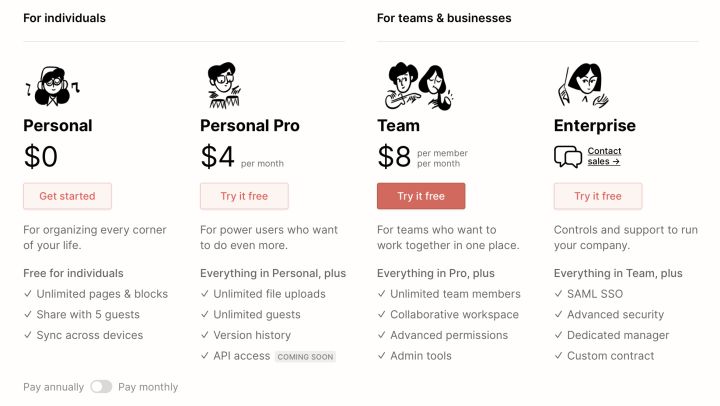 For individuals
For teams & businesses
Personal
$0
Get started
For organizing every corner
of your life.
Free for individuals
✓ Unlimited pages & blocks
✓ Share with 5 guests
✓ Sync across devices
Personal Pro
$4 per month
Try it free
For power users who want
to do even more.
Everything in Personal, plus
✓ Unlimited file uploads
✓ Unlimited guests
✓ Version history
✓ API access COMING SOON
Team
$8 per member
per month
Try it free
For teams who want to
work together in one place.
Everything in Pro, plus
✓ Unlimited team members
✓ Collaborative workspace
✓ Advanced permissions
✓ Admin tools
Enterprise
Contact
sales →
Try it free
Controls and support to run
your company.
Everything in Team, plus
✓ SAML SSO
✓ Advanced security
✓ Dedicated manager
✓ Custom contract
Pay annually Pay monthly